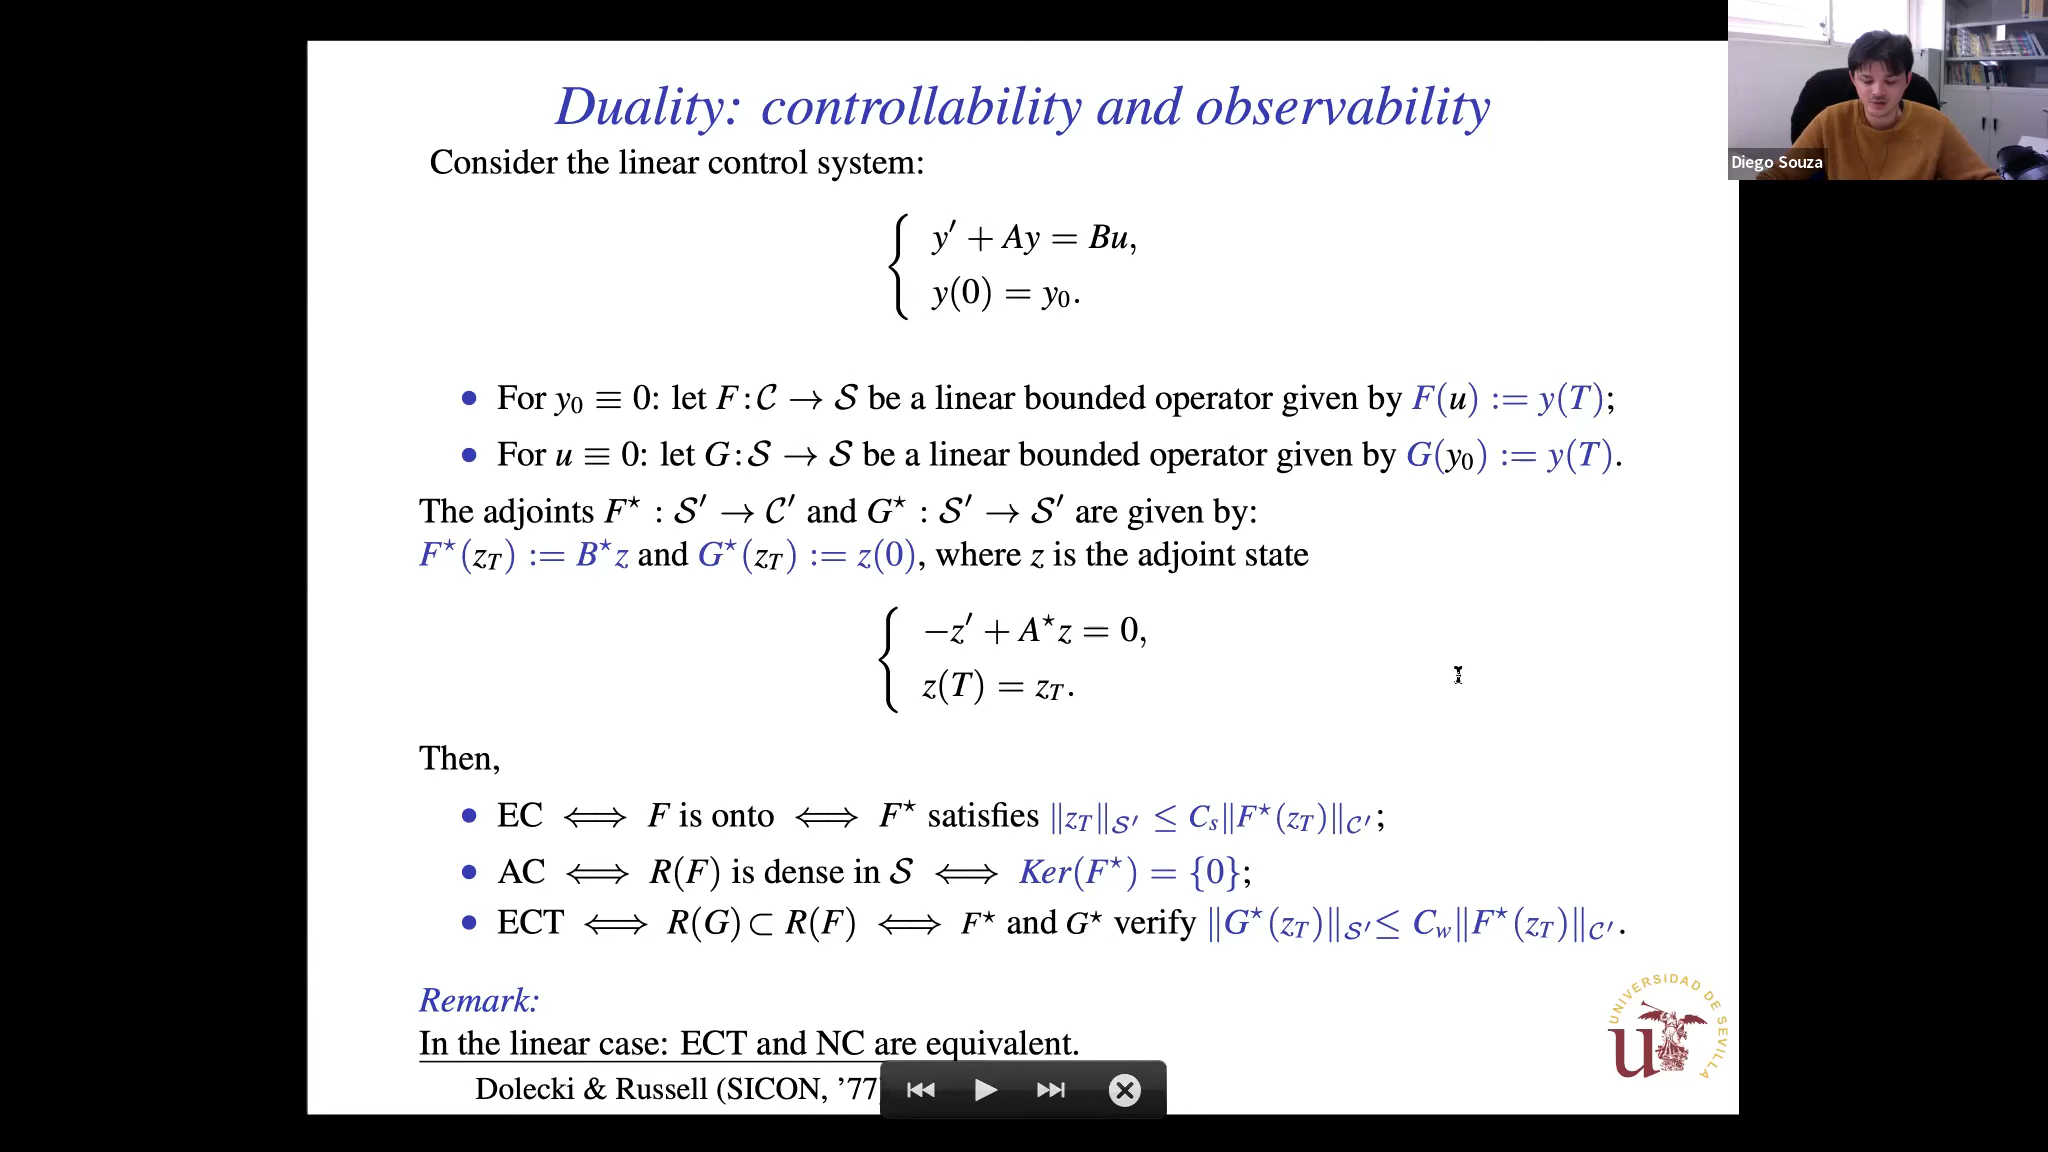 Duality: controllability and observability
Diego Souza
Consider the linear control system:
y′ + Ay = Bu,
y(0) = y₀.
• For y₀ ≡ 0: let F : 𝒞 → 𝒮 be a linear bounded operator given by F(u) := y(T);
• For u ≡ 0: let G : 𝒮 → 𝒮 be a linear bounded operator given by G(y₀) := y(T).
The adjoints F⋆ : 𝒮′ → 𝒞′ and G⋆ : 𝒮′ → 𝒮′ are given by:
F⋆(z_T) := B⋆z and G⋆(z_T) := z(0), where z is the adjoint state
−z′ + A⋆z = 0,
z(T) = z_T.
Then,
• EC ⟺ F is onto ⟺ F⋆ satisfies ‖z_T‖_𝒮′ ≤ C_s‖F⋆(z_T)‖_𝒞′;
• AC ⟺ R(F) is dense in 𝒮 ⟺ Ker(F⋆) = {0};
• ECT ⟺ R(G) ⊂ R(F) ⟺ F⋆ and G⋆ verify ‖G⋆(z_T)‖_𝒮′ ≤ C_w‖F⋆(z_T)‖_𝒞′.
Remark:
In the linear case: ECT and NC are equivalent.
Dolecki & Russell (SICON, ’77)
UNIVERSIDAD DE SEVILLA
u